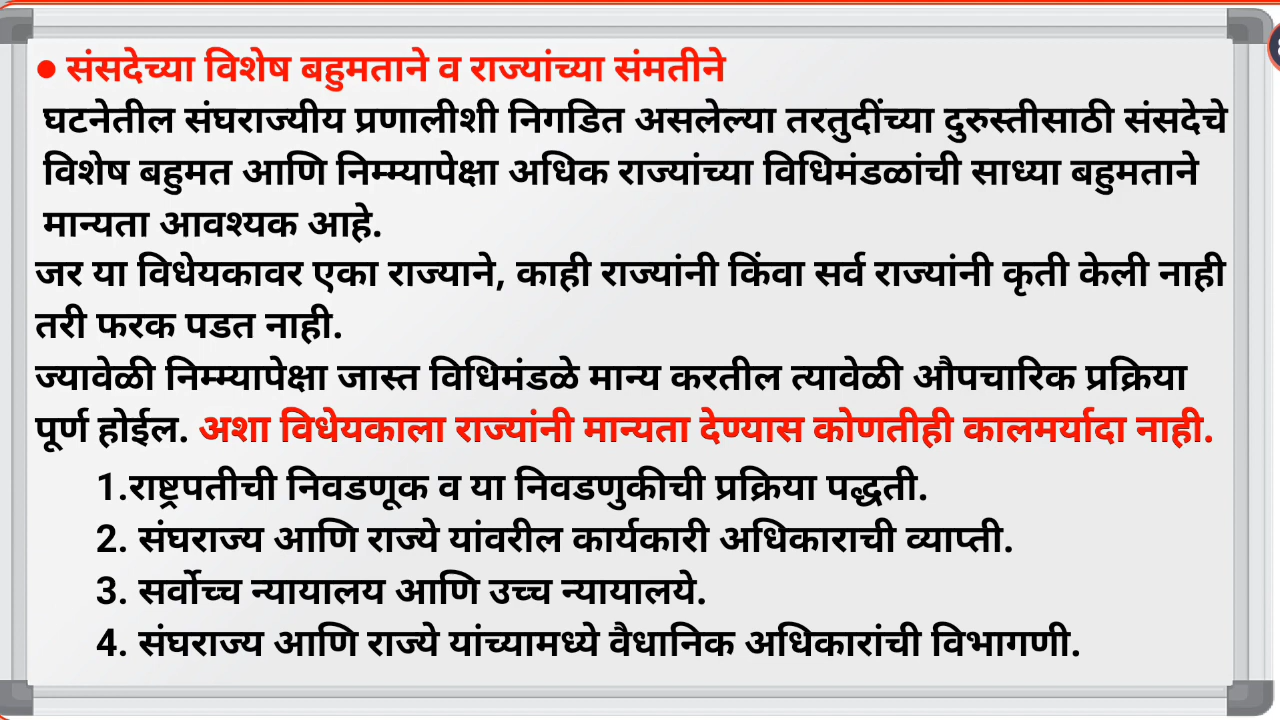 ● संसदेच्या विशेष बहुमताने व राज्यांच्या संमतीने
घटनेतील संघराज्यीय प्रणालीशी निगडित असलेल्या तरतुदींच्या दुरुस्तीसाठी संसदेचे
विशेष बहुमत आणि निम्म्यापेक्षा अधिक राज्यांच्या विधिमंडळांची साध्या बहुमताने
मान्यता आवश्यक आहे.
जर या विधेयकावर एका राज्याने, काही राज्यांनी किंवा सर्व राज्यांनी कृती केली नाही
तरी फरक पडत नाही.
ज्यावेळी निम्म्यापेक्षा जास्त विधिमंडळे मान्य करतील त्यावेळी औपचारिक प्रक्रिया
पूर्ण होईल. अशा विधेयकाला राज्यांनी मान्यता देण्यास कोणतीही कालमर्यादा नाही.
1.राष्ट्रपतीची निवडणूक व या निवडणुकीची प्रक्रिया पद्धती.
2. संघराज्य आणि राज्ये यांवरील कार्यकारी अधिकाराची व्याप्ती.
3. सर्वोच्च न्यायालय आणि उच्च न्यायालये.
4. संघराज्य आणि राज्ये यांच्यामध्ये वैधानिक अधिकारांची विभागणी.